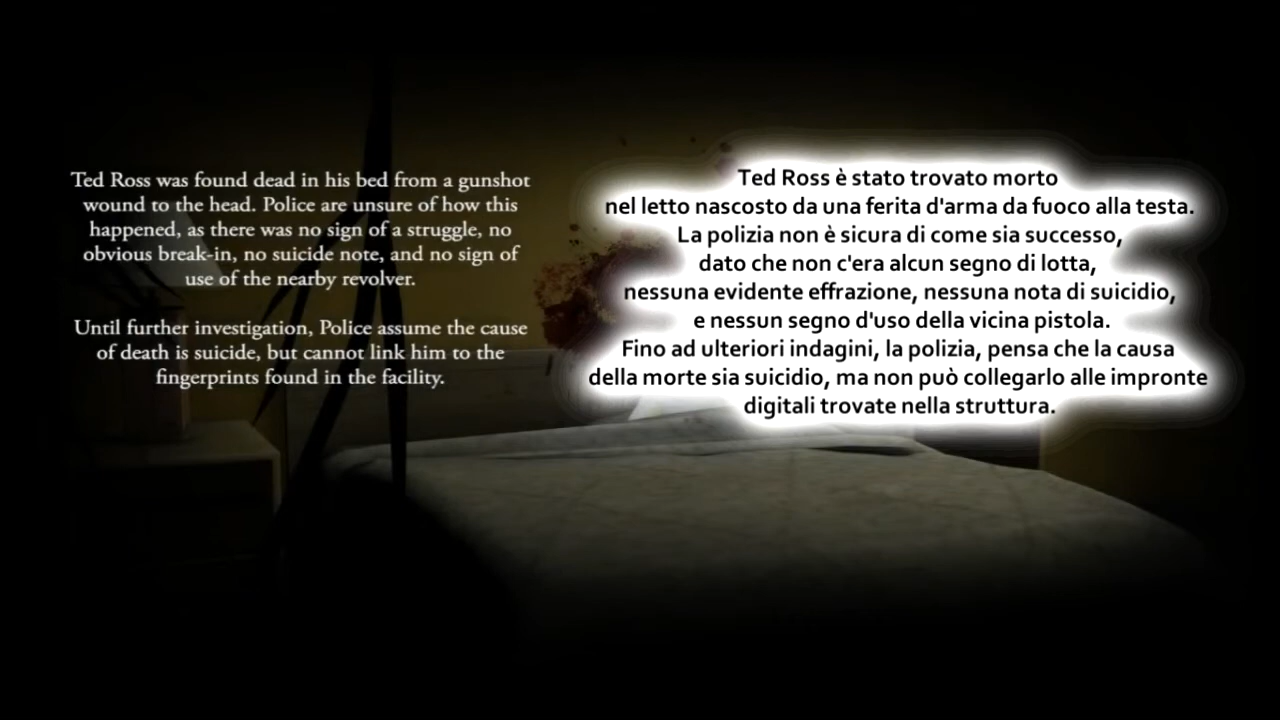 Ted Ross was found dead in his bed from a gunshot
wound to the head. Police are unsure of how this
happened, as there was no sign of a struggle, no
obvious break-in, no suicide note, and no sign of
use of the nearby revolver.
Until further investigation, Police assume the cause
of death is suicide, but cannot link him to the
fingerprints found in the facility.
Ted Ross è stato trovato morto
nel letto nascosto da una ferita d'arma da fuoco alla testa.
La polizia non è sicura di come sia successo,
dato che non c'era alcun segno di lotta,
nessuna evidente effrazione, nessuna nota di suicidio,
e nessun segno d'uso della vicina pistola.
Fino ad ulteriori indagini, la polizia, pensa che la causa
della morte sia suicidio, ma non può collegarlo alle impronte
digitali trovate nella struttura.